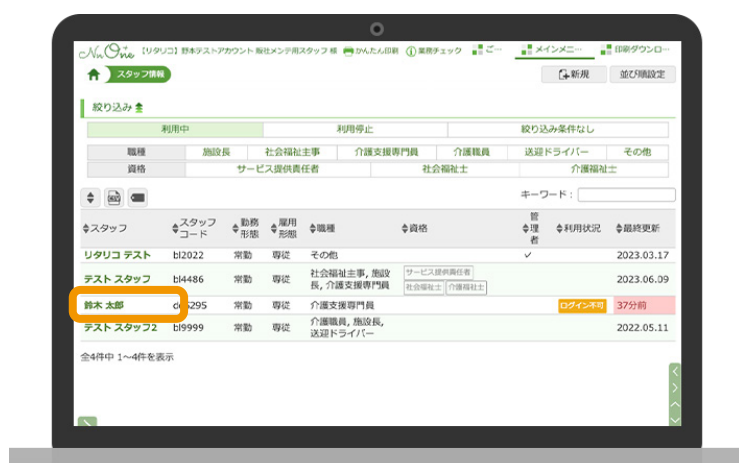 NuOne 【リタリコ】野本テストアカウント 販社メンテ用スタッフ 様 かんたん印刷 業務チェック ご… メインメニ… 印刷ダウンロ…
スタッフ情報 新規 並び順設定
絞り込み
利用中 利用停止 絞り込み条件なし
職種 施設長 社会福祉主事 介護支援専門員 介護職員 送迎ドライバー その他
資格 サービス提供責任者 社会福祉士 介護福祉士
キーワード：
スタッフ スタッフコード 勤務形態 雇用形態 職種 資格 管理者 利用状況 最終更新
リタリコ テスト bl2022 常勤 専従 その他 ✓ 2023.03.17
テスト スタッフ bl4486 常勤 専従 社会福祉主事, 施設長, 介護支援専門員 サービス提供責任者 社会福祉士 介護福祉士 2023.06.09
鈴木 太郎 5295 常勤 専従 介護支援専門員 ログイン不可 37分前
テスト スタッフ2 bl9999 常勤 専従 介護職員, 施設長, 送迎ドライバー 2022.05.11
全4件中 1～4件を表示